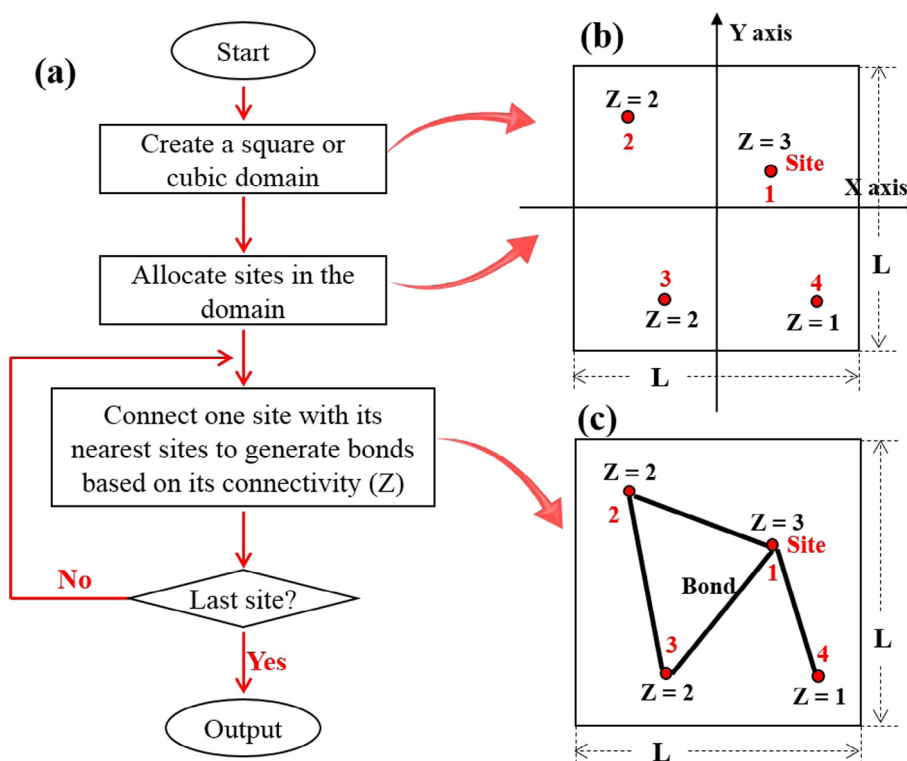 (a)
Start
Create a square or
cubic domain
Allocate sites in the
domain
Connect one site with its
nearest sites to generate bonds
based on its connectivity (Z)
No
Last site?
Yes
Output
(b)
Y axis
Z = 2
2
Z = 3
Site
1
X axis
3
Z = 2
4
Z = 1
L
L
(c)
Z = 2
2
Z = 3
Site
1
Bond
3
Z = 2
4
Z = 1
L
L